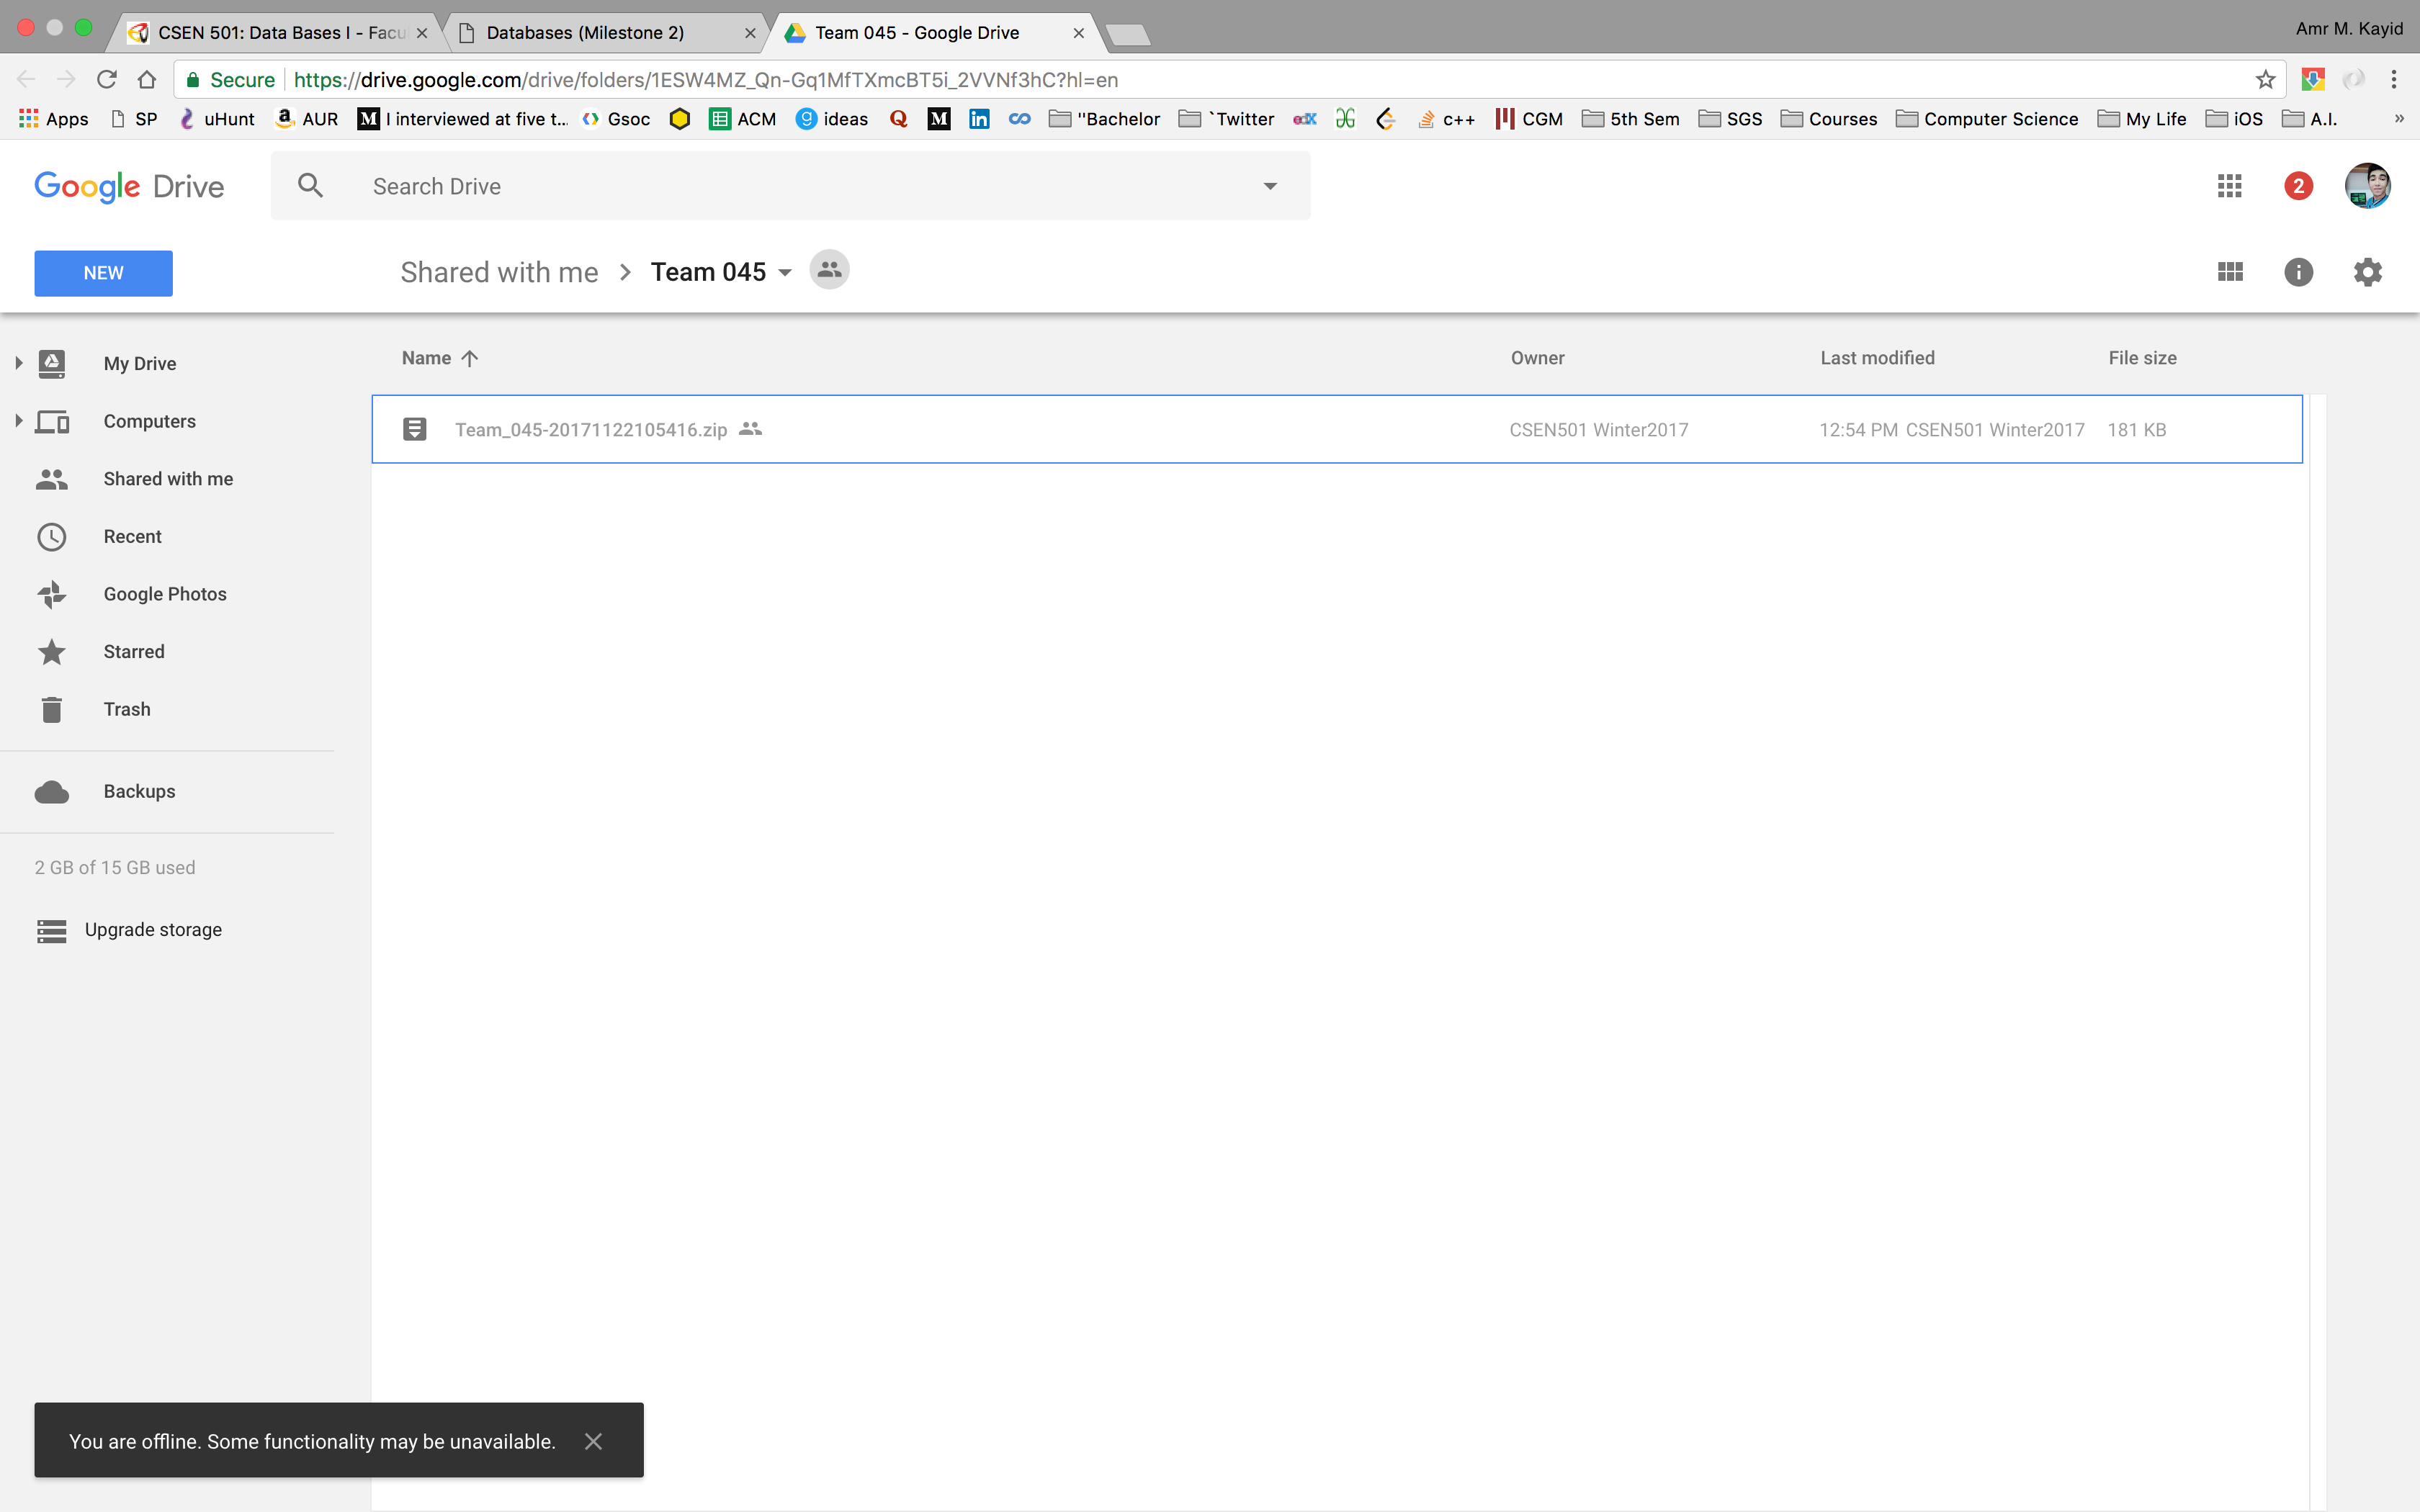 CSEN 501: Data Bases I - Facu
Databases (Milestone 2)
Team 045 - Google Drive
Amr M. Kayid
Secure https://drive.google.com/drive/folders/1ESW4MZ_Qn-Gq1MfTXmcBT5i_2VVNf3hC?hl=en
Apps SP uHunt AUR I interviewed at five t... Gsoc ACM ideas "Bachelor `Twitter c++ CGM 5th Sem SGS Courses Computer Science My Life iOS A.I. »
Google Drive
Search Drive
2
NEW
Shared with me > Team 045
My Drive
Computers
Shared with me
Recent
Google Photos
Starred
Trash
Backups
2 GB of 15 GB used
Upgrade storage
Name Owner Last modified File size
Team_045-20171122105416.zip CSEN501 Winter2017 12:54 PM CSEN501 Winter2017 181 KB
You are offline. Some functionality may be unavailable.